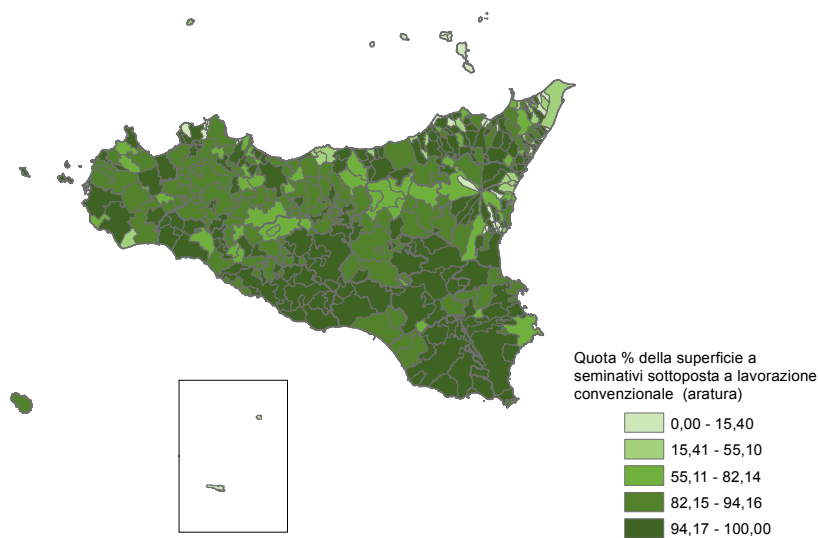 Quota % della superficie a
seminativi sottoposta a lavorazione
convenzionale (aratura)
0,00 - 15,40
15,41 - 55,10
55,11 - 82,14
82,15 - 94,16
94,17 - 100,00